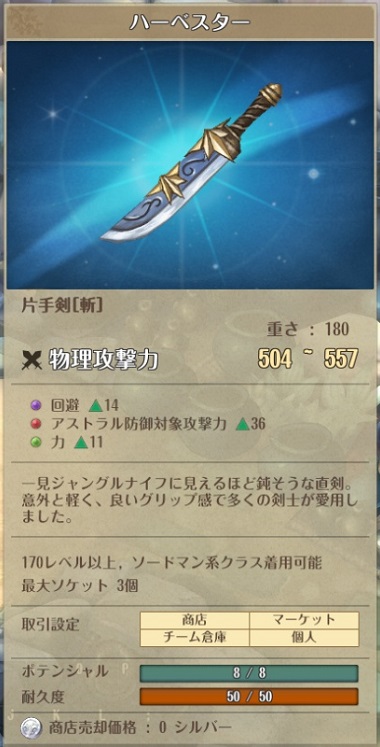 ハーベスター
片手剣[斬]
重さ : 180
物理攻撃力 504 ~ 557
回避 ▲14
アストラル防御対象攻撃力 ▲36
力 ▲11
一見ジャングルナイフに見えるほど鈍そうな直剣。
意外と軽く、良いグリップ感で多くの剣士が愛用し
ました。
170レベル以上, ソードマン系クラス着用可能
最大ソケット 3個
取引設定 商店 マーケット
チーム倉庫 個人
ポテンシャル 8 / 8
耐久度 50 / 50
商店売却価格 : 0 シルバー